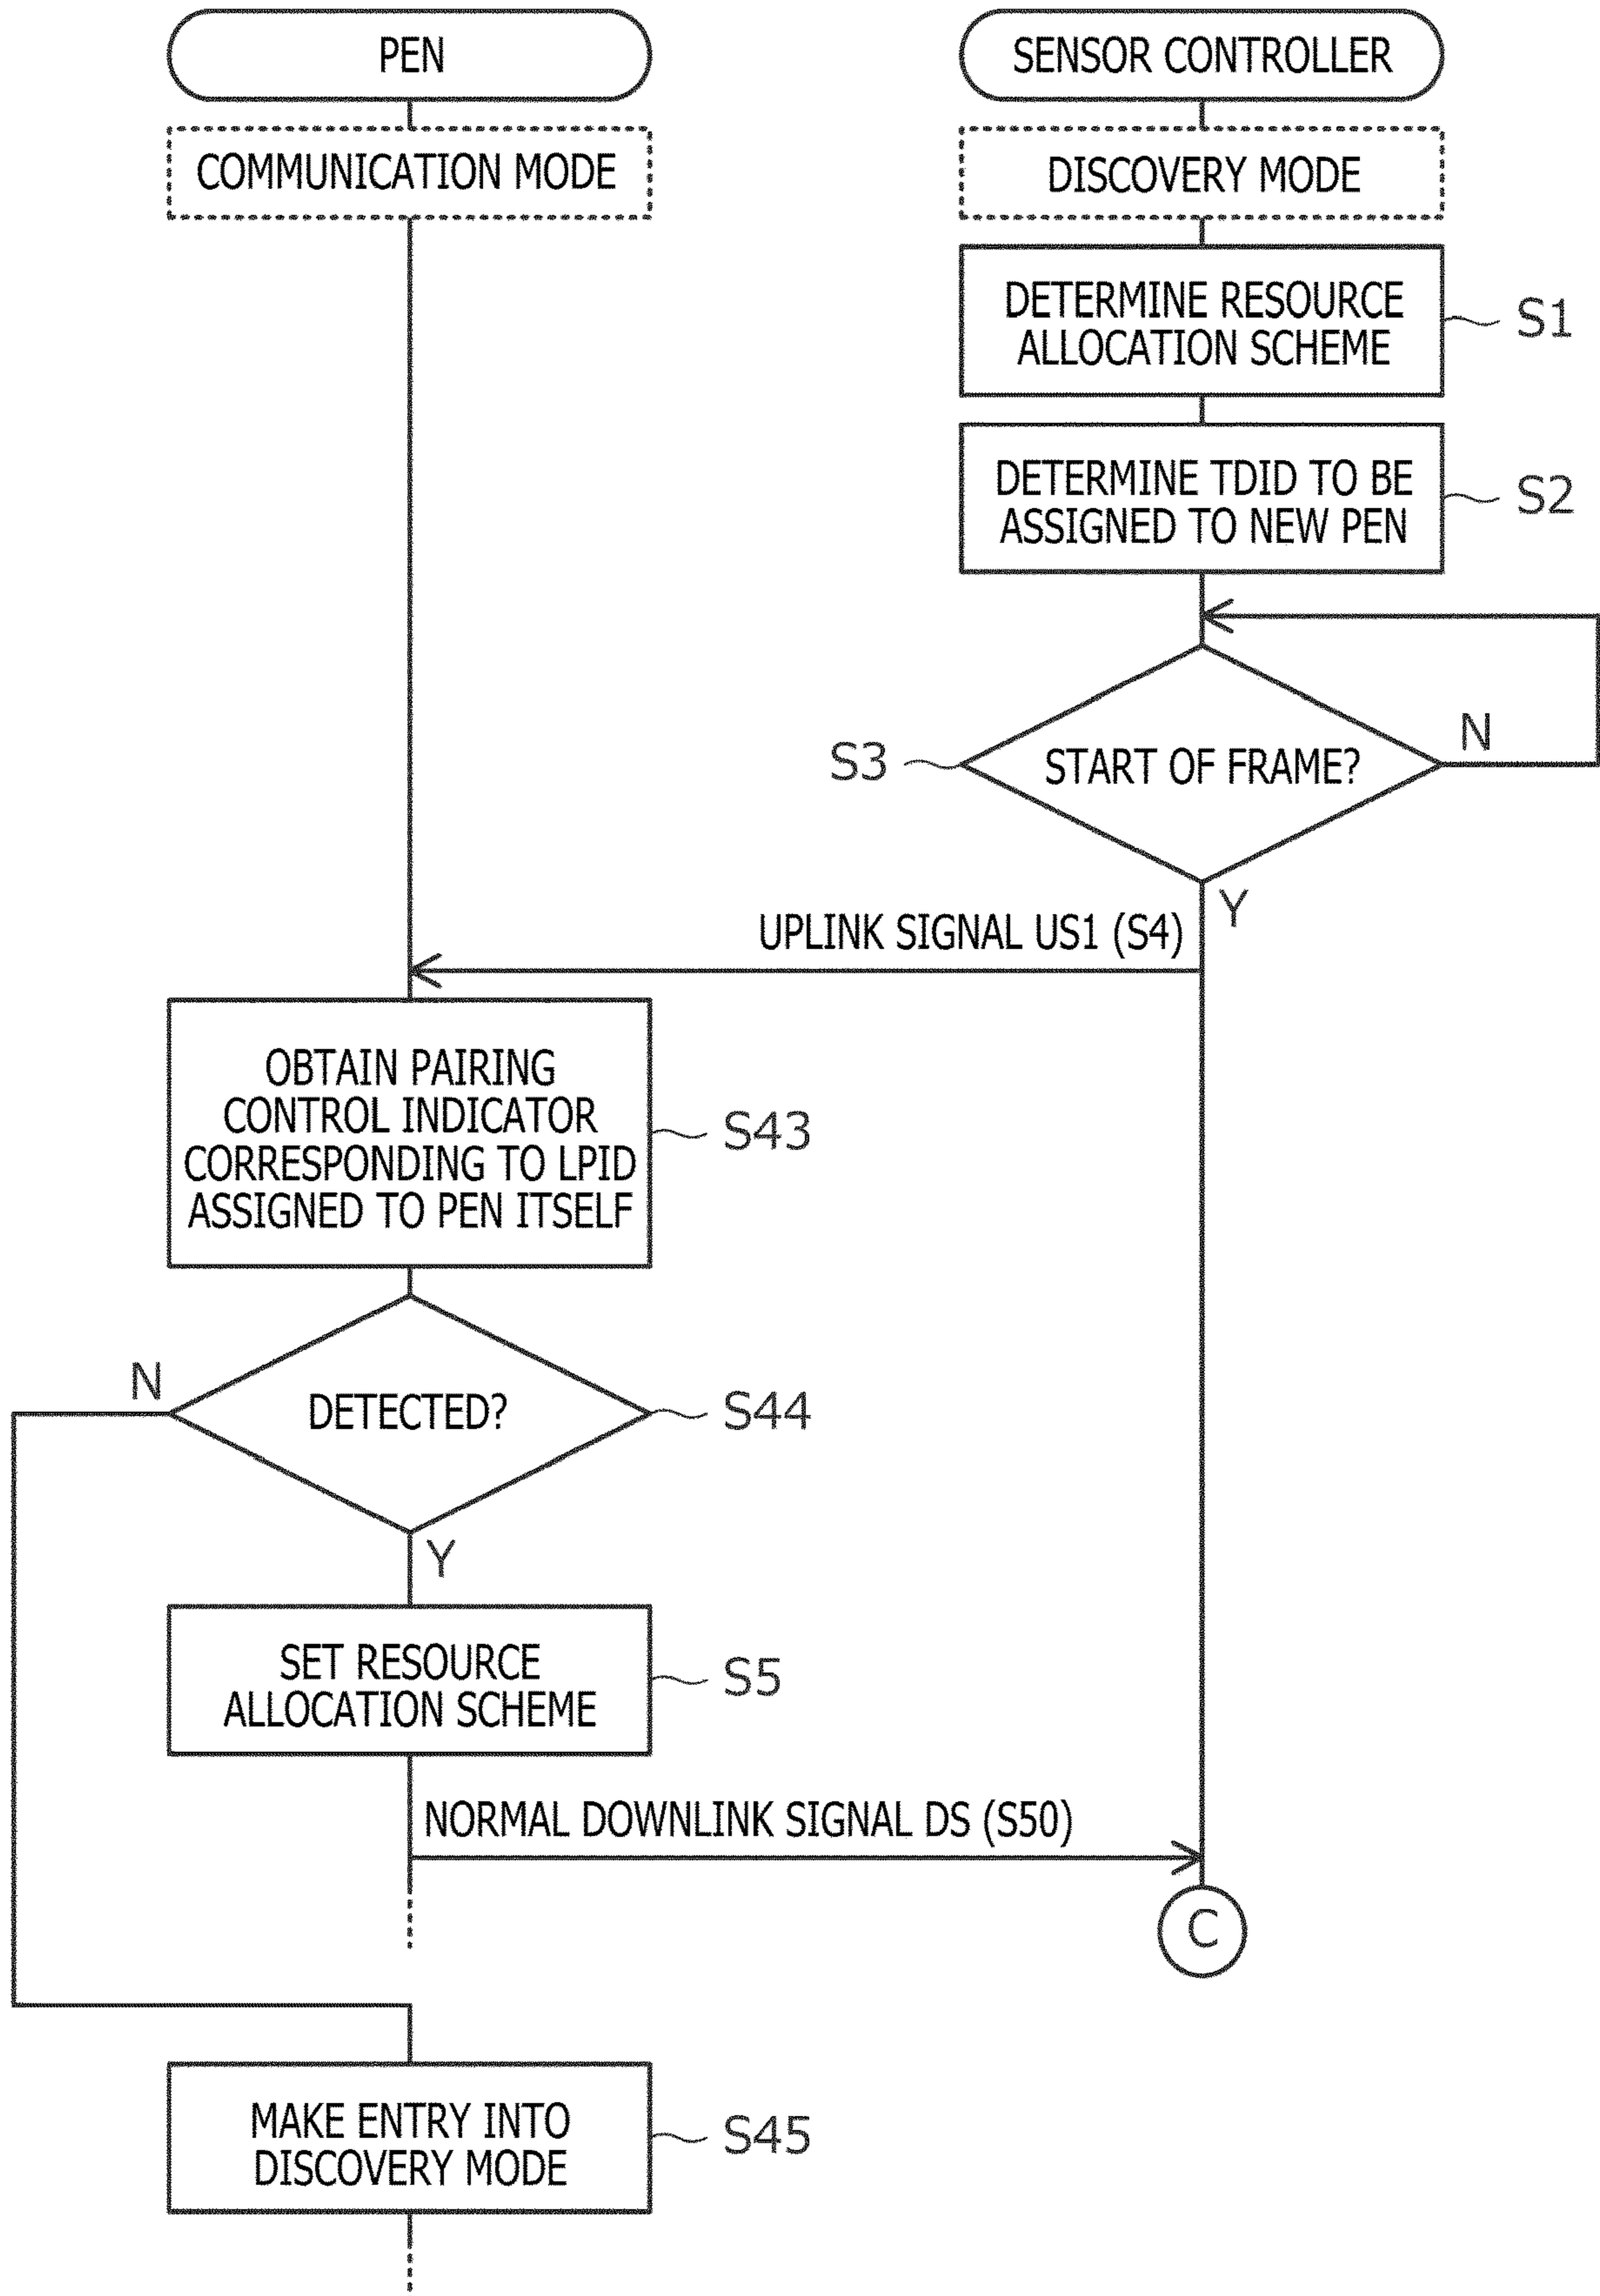 PEN
SENSOR CONTROLLER
COMMUNICATION MODE
DISCOVERY MODE
DETERMINE RESOURCE
ALLOCATION SCHEME
S1
DETERMINE TDID TO BE
ASSIGNED TO NEW PEN
S2
S3
START OF FRAME?
N
Y
UPLINK SIGNAL US1 (S4)
OBTAIN PAIRING
CONTROL INDICATOR
CORRESPONDING TO LPID
ASSIGNED TO PEN ITSELF
S43
N
DETECTED?
S44
Y
SET RESOURCE
ALLOCATION SCHEME
S5
NORMAL DOWNLINK SIGNAL DS (S50)
C
MAKE ENTRY INTO
DISCOVERY MODE
S45